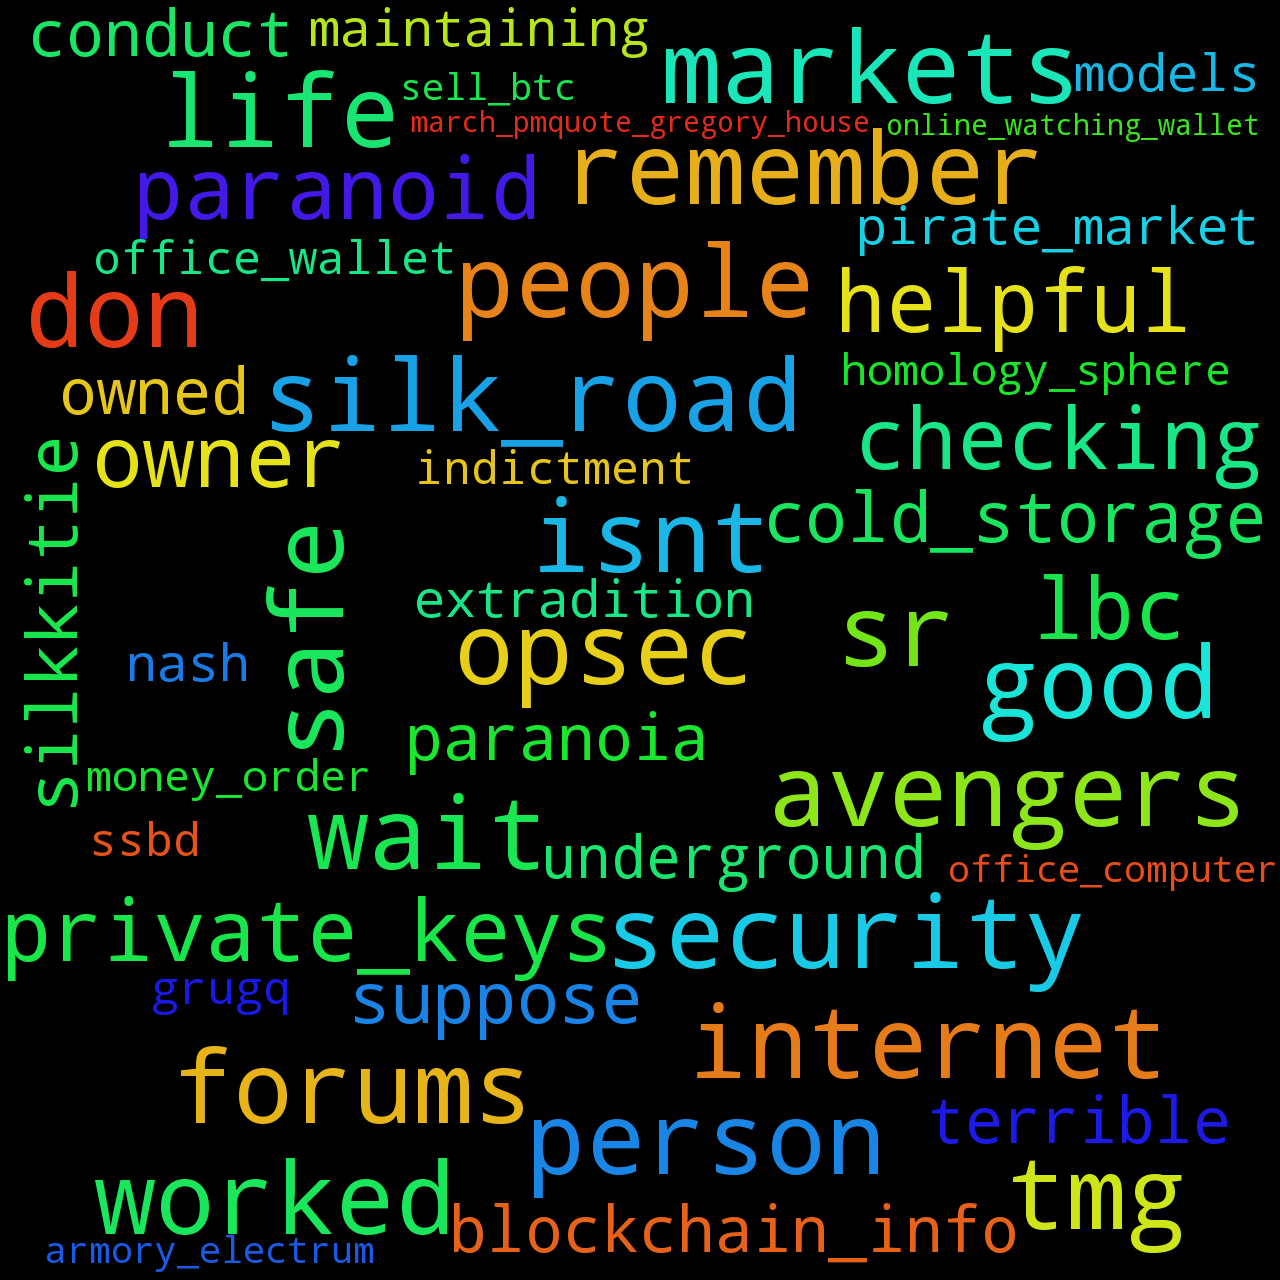 conduct
maintaining
markets
models
life
sell_btc
march_pmquote_gregory_house
online_watching_wallet
paranoid
remember
pirate_market
office_wallet
people
helpful
don
homology_sphere
owned
silk_road
checking
owner
indictment
silkkitie
isnt
cold_storage
safe
extradition
lbc
sr
opsec
nash
good
paranoia
money_order
avengers
ssbd
wait
underground
office_computer
private_keys
security
grugq
suppose
internet
forums
person
terrible
worked
tmg
blockchain_info
armory_electrum